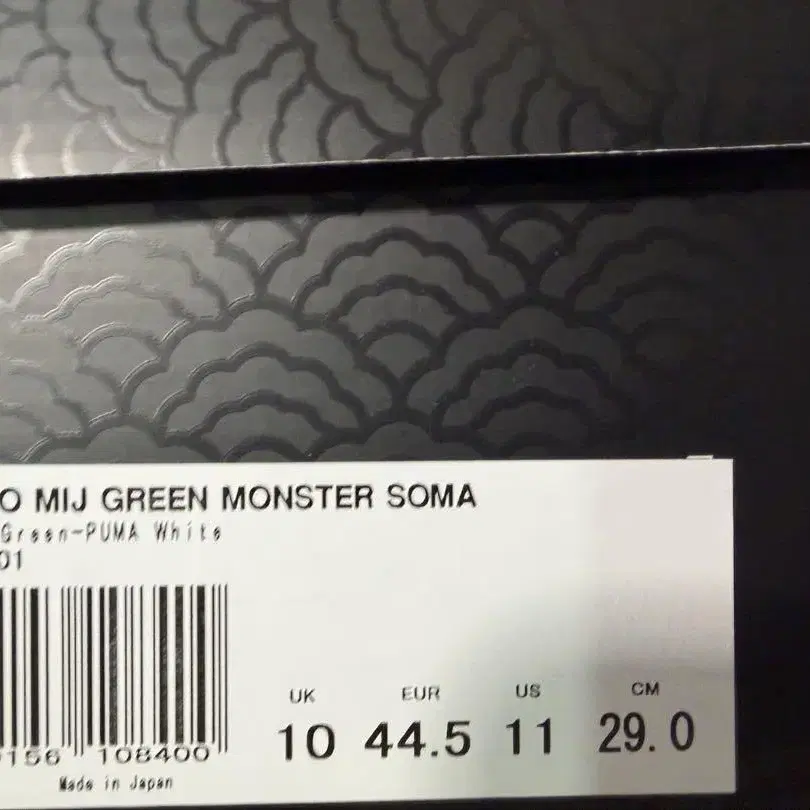 O MIJ GREEN MONSTER SOMA
Green-PUMA White
01
UK EUR US CM
10 44.5 11 29.0
156 108400
Made in Japan